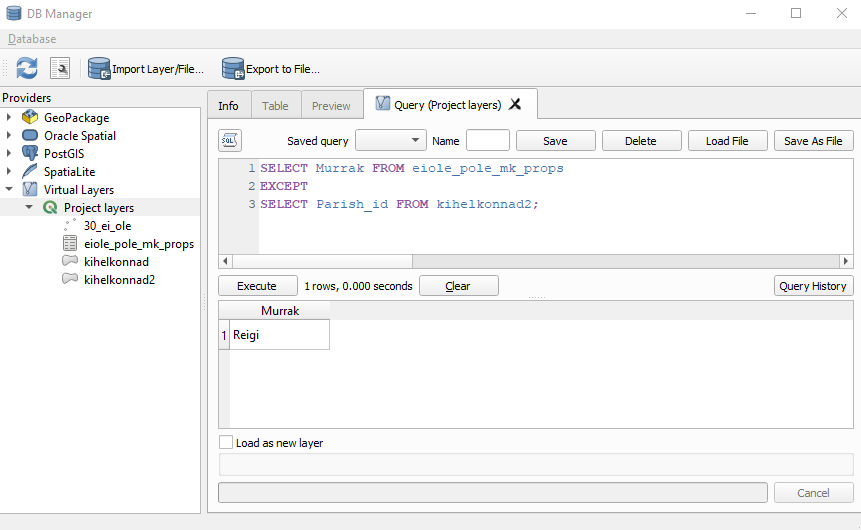 DB Manager
Database
Import Layer/File...
Export to File...
Providers
GeoPackage
Oracle Spatial
PostGIS
SpatiaLite
Virtual Layers
Project layers
30_ei_ole
eiole_pole_mk_props
kihelkonnad
kihelkonnad2
Info
Table
Preview
Query (Project layers)
SQL
Saved query
Name
Save
Delete
Load File
Save As File
1 SELECT Murrak FROM eiole_pole_mk_props
2 EXCEPT
3 SELECT Parish_id FROM kihelkonnad2;
Execute
1 rows, 0.000 seconds
Clear
Query History
Murrak
1 Reigi
Load as new layer
Cancel